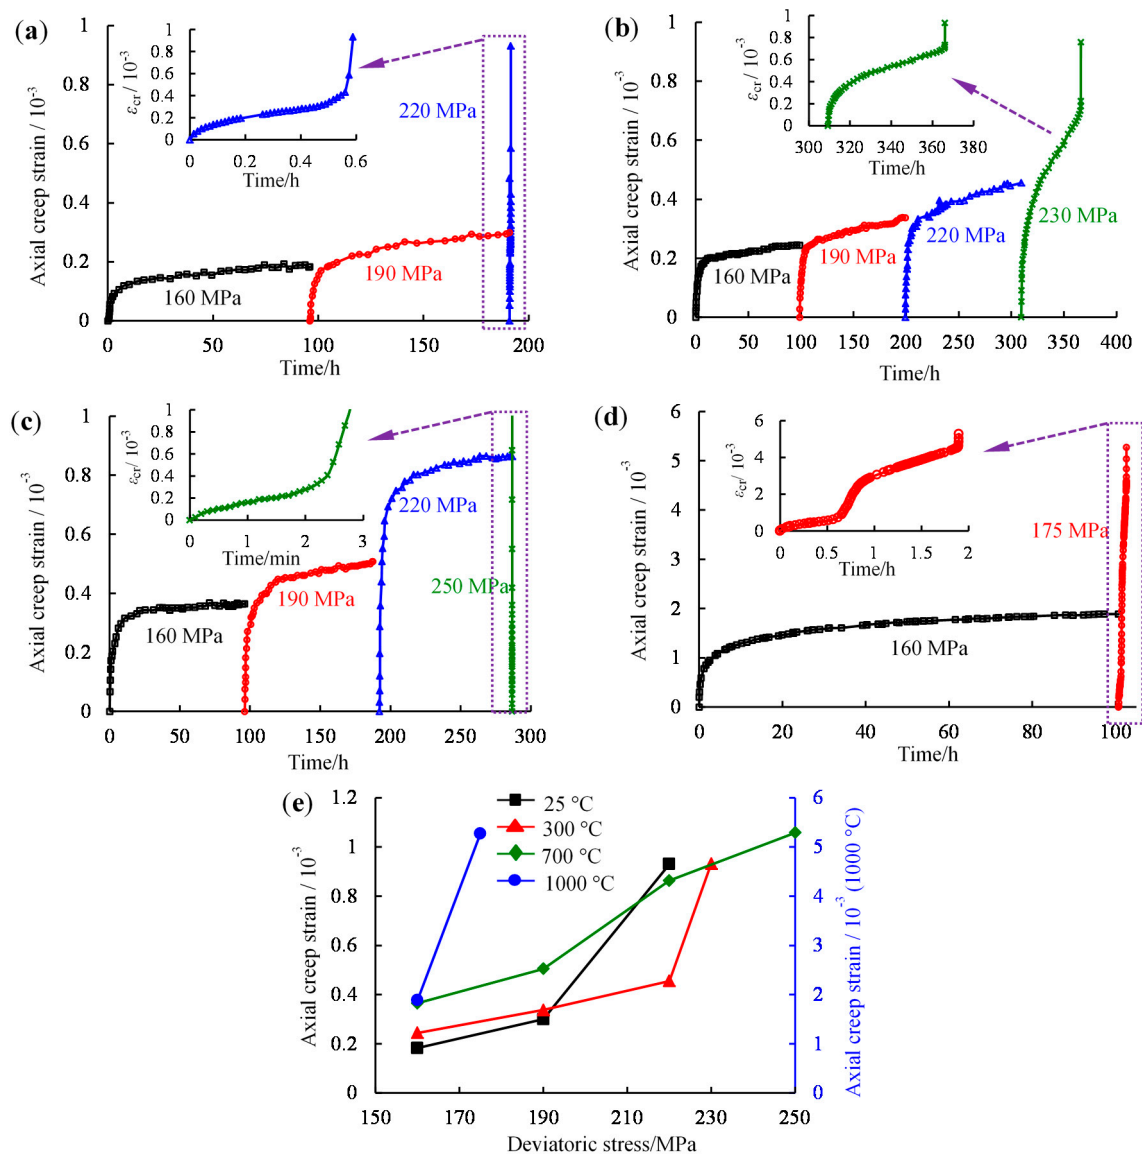 (a)
Axial creep strain / 10⁻³
1
0.8
0.6
0.4
0.2
0
0 50 100 150 200
Time/h
160 MPa
190 MPa
220 MPa
εcr / 10⁻³
1
0.8
0.6
0.4
0.2
0
0 0.2 0.4 0.6
Time/h
(b)
Axial creep strain / 10⁻³
1
0.8
0.6
0.4
0.2
0
0 50 100 150 200 250 300 350 400
Time/h
160 MPa
190 MPa
220 MPa
230 MPa
εcr / 10⁻³
1
0.8
0.6
0.4
0.2
0
300 320 340 360 380
Time/h
(c)
Axial creep strain / 10⁻³
1
0.8
0.6
0.4
0.2
0
0 50 100 150 200 250 300
Time/h
160 MPa
190 MPa
220 MPa
250 MPa
εcr/ 10⁻³
1
0.8
0.6
0.4
0.2
0
0 1 2 3
Time/min
(d)
Axial creep strain / 10⁻³
6
5
4
3
2
1
0
0 20 40 60 80 100
Time/h
160 MPa
175 MPa
εcr/ 10⁻³
6
4
2
0
0 0.5 1 1.5 2
Time/h
(e)
Axial creep strain / 10⁻³
1.2
1
0.8
0.6
0.4
0.2
0
150 170 190 210 230 250
Deviatoric stress/MPa
25 °C
300 °C
700 °C
1000 °C
6
5
4
3
2
1
0
Axial creep strain / 10⁻³ (1000 °C)